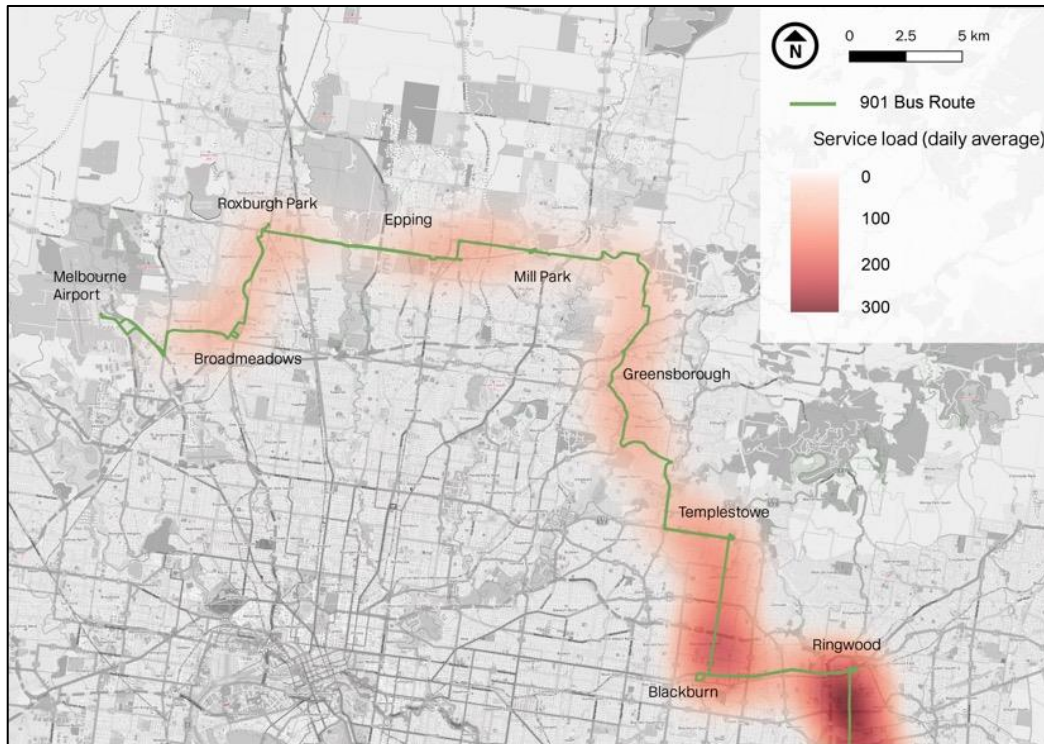 N
0 2.5 5 km
901 Bus Route
Service load (daily average)
0
100
200
300
Roxburgh Park
Epping
Melbourne
Airport
Mill Park
Broadmeadows
Greensborough
Templestowe
Ringwood
Blackburn